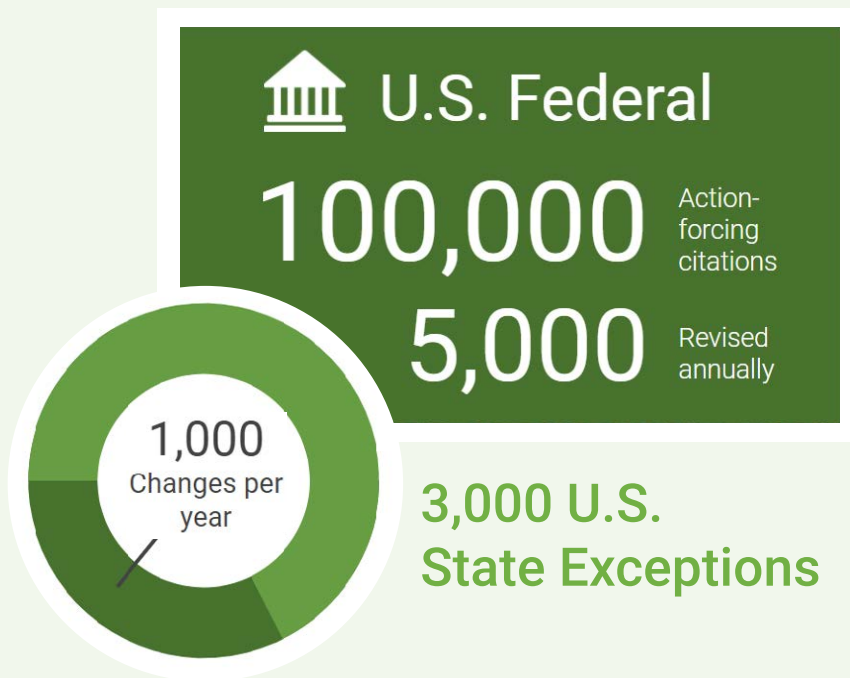 U.S. Federal
100,000
Action-
forcing
citations
5,000
Revised
annually
1,000
Changes per
year
3,000 U.S.
State Exceptions